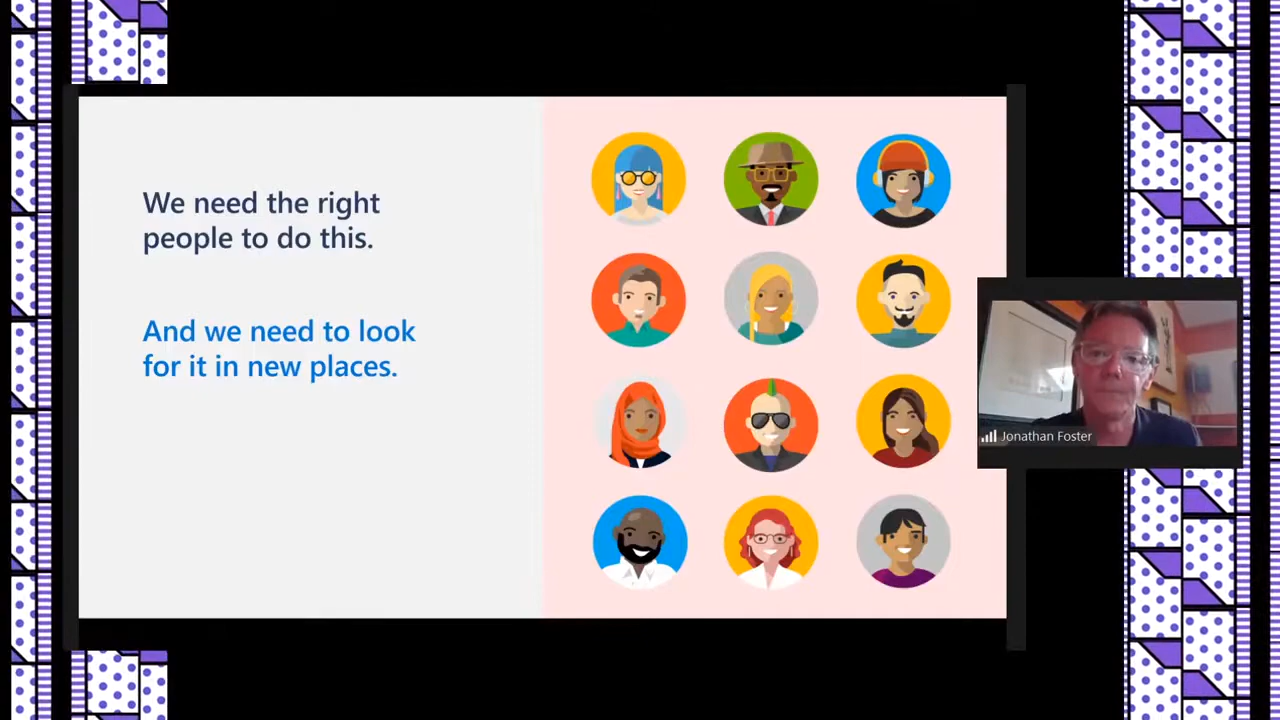 We need the right
people to do this.
And we need to look
for it in new places.
Jonathan Foster